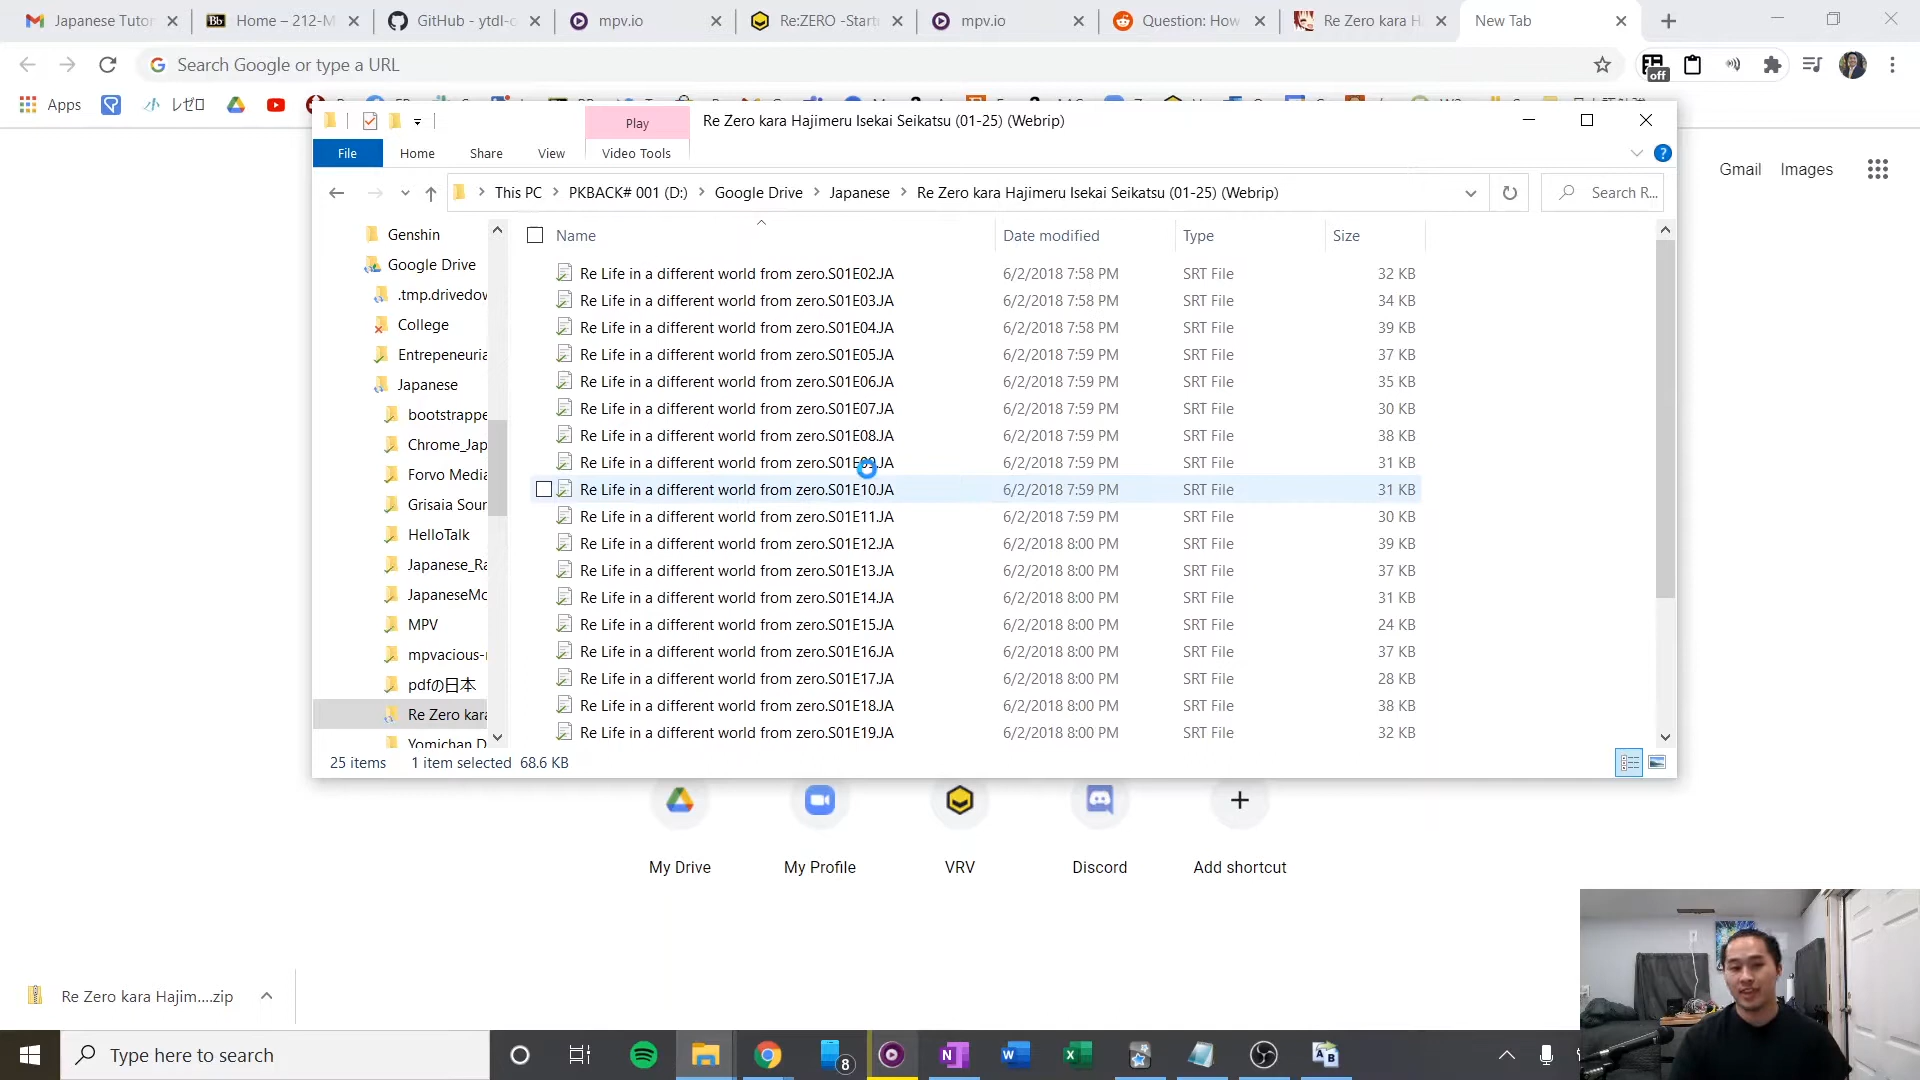 Japanese Tutor
Home – 212-M
GitHub - ytdl-o
mpv.io
Re:ZERO -Start
mpv.io
Question: How
Re Zero kara H
New Tab
Search Google or type a URL
off
Apps
レゼロ
Gmail
Images
Play
Re Zero kara Hajimeru Isekai Seikatsu (01-25) (Webrip)
File
Home
Share
View
Video Tools
This PC
PKBACK# 001 (D:)
Google Drive
Japanese
Re Zero kara Hajimeru Isekai Seikatsu (01-25) (Webrip)
Search R...
Genshin
Google Drive
.tmp.drivedow
College
Entrepeneuria
Japanese
bootstrappe
Chrome_Jap
Forvo Media
Grisaia Sour
HelloTalk
Japanese_Ra
JapaneseMo
MPV
mpvacious-
pdfの日本
Re Zero kara
Yomichan D
Name
Date modified
Type
Size
Re Life in a different world from zero.S01E02.JA 6/2/2018 7:58 PM SRT File 32 KB
Re Life in a different world from zero.S01E03.JA 6/2/2018 7:58 PM SRT File 34 KB
Re Life in a different world from zero.S01E04.JA 6/2/2018 7:58 PM SRT File 39 KB
Re Life in a different world from zero.S01E05.JA 6/2/2018 7:59 PM SRT File 37 KB
Re Life in a different world from zero.S01E06.JA 6/2/2018 7:59 PM SRT File 35 KB
Re Life in a different world from zero.S01E07.JA 6/2/2018 7:59 PM SRT File 30 KB
Re Life in a different world from zero.S01E08.JA 6/2/2018 7:59 PM SRT File 38 KB
Re Life in a different world from zero.S01E09.JA 6/2/2018 7:59 PM SRT File 31 KB
Re Life in a different world from zero.S01E10.JA 6/2/2018 7:59 PM SRT File 31 KB
Re Life in a different world from zero.S01E11.JA 6/2/2018 7:59 PM SRT File 30 KB
Re Life in a different world from zero.S01E12.JA 6/2/2018 8:00 PM SRT File 39 KB
Re Life in a different world from zero.S01E13.JA 6/2/2018 8:00 PM SRT File 37 KB
Re Life in a different world from zero.S01E14.JA 6/2/2018 8:00 PM SRT File 31 KB
Re Life in a different world from zero.S01E15.JA 6/2/2018 8:00 PM SRT File 24 KB
Re Life in a different world from zero.S01E16.JA 6/2/2018 8:00 PM SRT File 37 KB
Re Life in a different world from zero.S01E17.JA 6/2/2018 8:00 PM SRT File 28 KB
Re Life in a different world from zero.S01E18.JA 6/2/2018 8:00 PM SRT File 38 KB
Re Life in a different world from zero.S01E19.JA 6/2/2018 8:00 PM SRT File 32 KB
25 items
1 item selected 68.6 KB
My Drive
My Profile
VRV
Discord
Add shortcut
Re Zero kara Hajim....zip
Type here to search
8